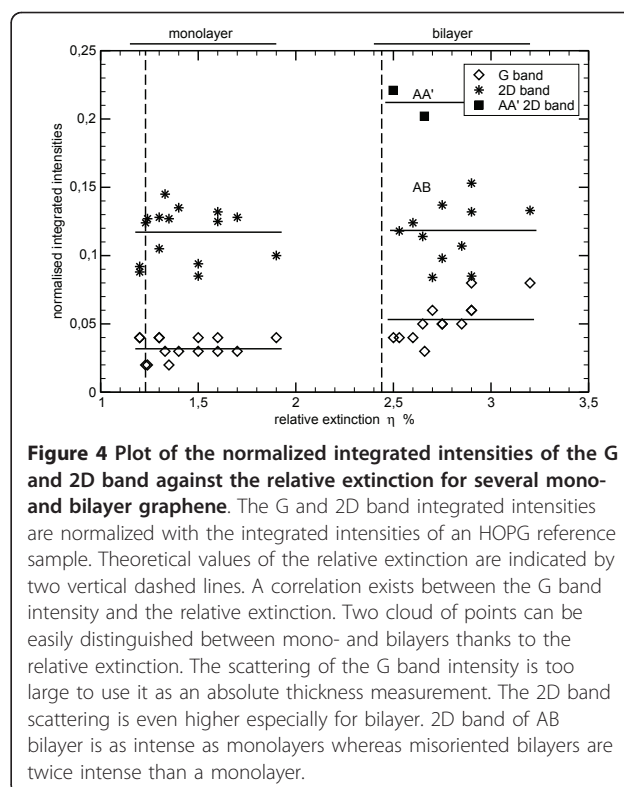 monolayer
bilayer
0,25
0,2
0,15
0,1
0,05
0
normalised integrated intensities
G band
2D band
AA' 2D band
AA'
AB
1
1,5
2
2,5
3
3,5
relative extinction η %
Figure 4 Plot of the normalized integrated intensities of the G
and 2D band against the relative extinction for several mono-
and bilayer graphene. The G and 2D band integrated intensities
are normalized with the integrated intensities of an HOPG reference
sample. Theoretical values of the relative extinction are indicated by
two vertical dashed lines. A correlation exists between the G band
intensity and the relative extinction. Two cloud of points can be
easily distinguished between mono- and bilayers thanks to the
relative extinction. The scattering of the G band intensity is too
large to use it as an absolute thickness measurement. The 2D band
scattering is even higher especially for bilayer. 2D band of AB
bilayer is as intense as monolayers whereas misoriented bilayers are
twice intense than a monolayer.